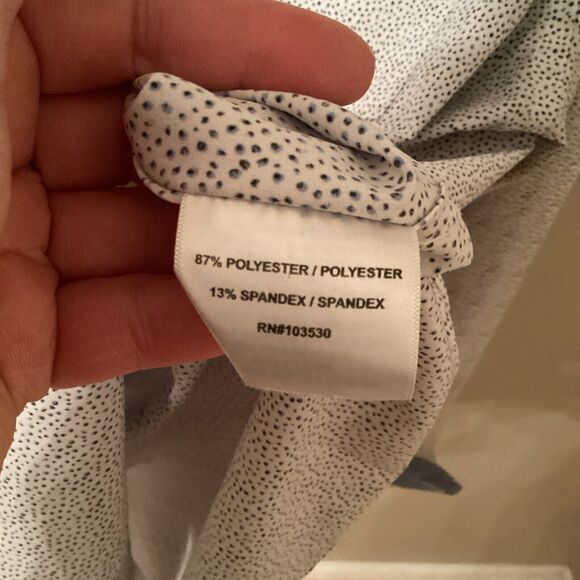 87% POLYESTER / POLYESTER
13% SPANDEX / SPANDEX
RN#103530